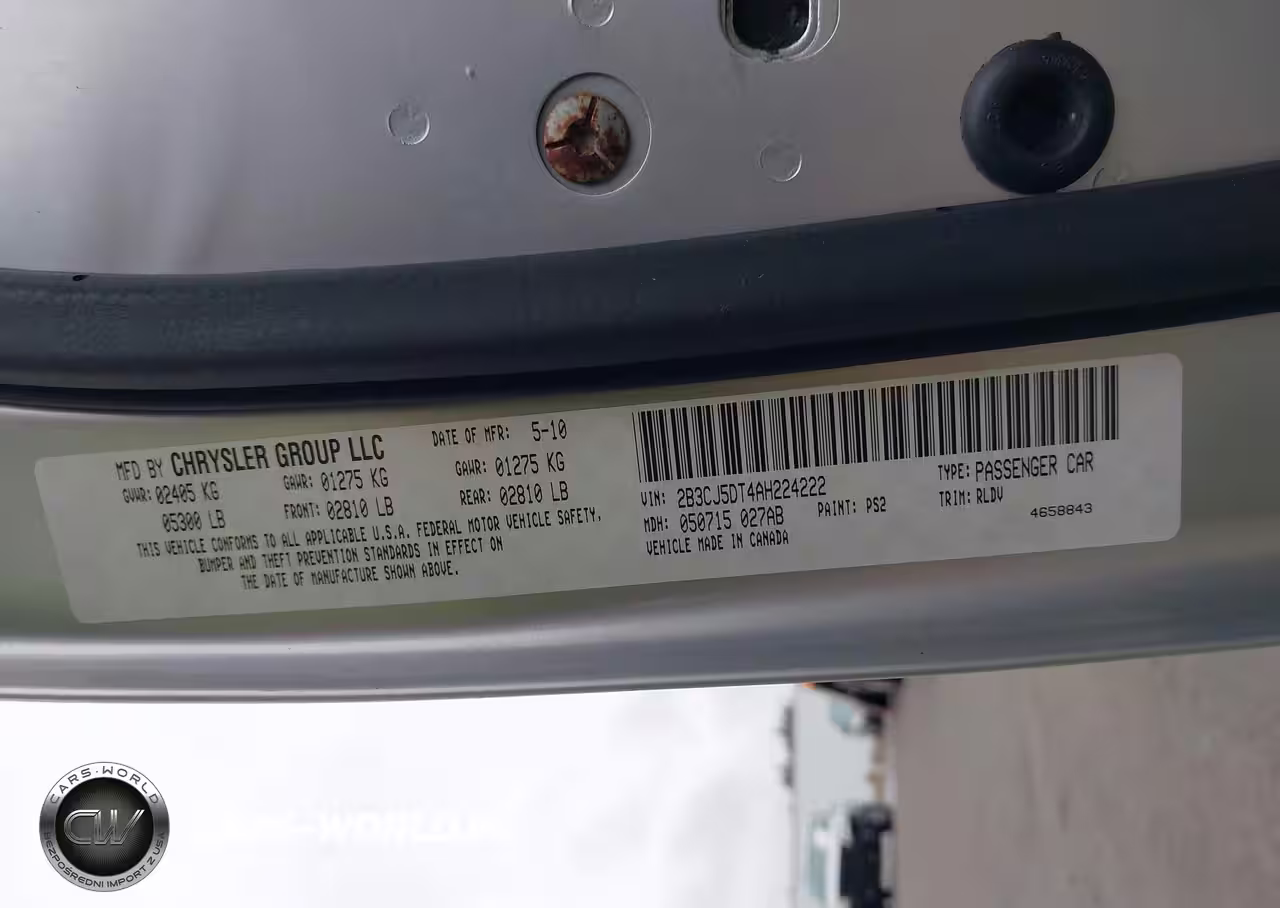 MFD BY CHRYSLER GROUP LLC DATE OF MFR: 5-10
GVWR: 02405 KG GAWR: 01275 KG GAWR: 01275 KG
05300 LB FRONT: 02810 LB REAR: 02810 LB
THIS VEHICLE CONFORMS TO ALL APPLICABLE U.S.A. FEDERAL MOTOR VEHICLE SAFETY,
BUMPER AND THEFT PREVENTION STANDARDS IN EFFECT ON
THE DATE OF MANUFACTURE SHOWN ABOVE.
VIN: 2B3CJ5DT4AH224222 TYPE: PASSENGER CAR
MDH: 050715 027AB PAINT: PS2 TRIM: RLDV
VEHICLE MADE IN CANADA 4658843
CARS-WORLD
CW
BEZPOŚREDNI IMPORT Z USA